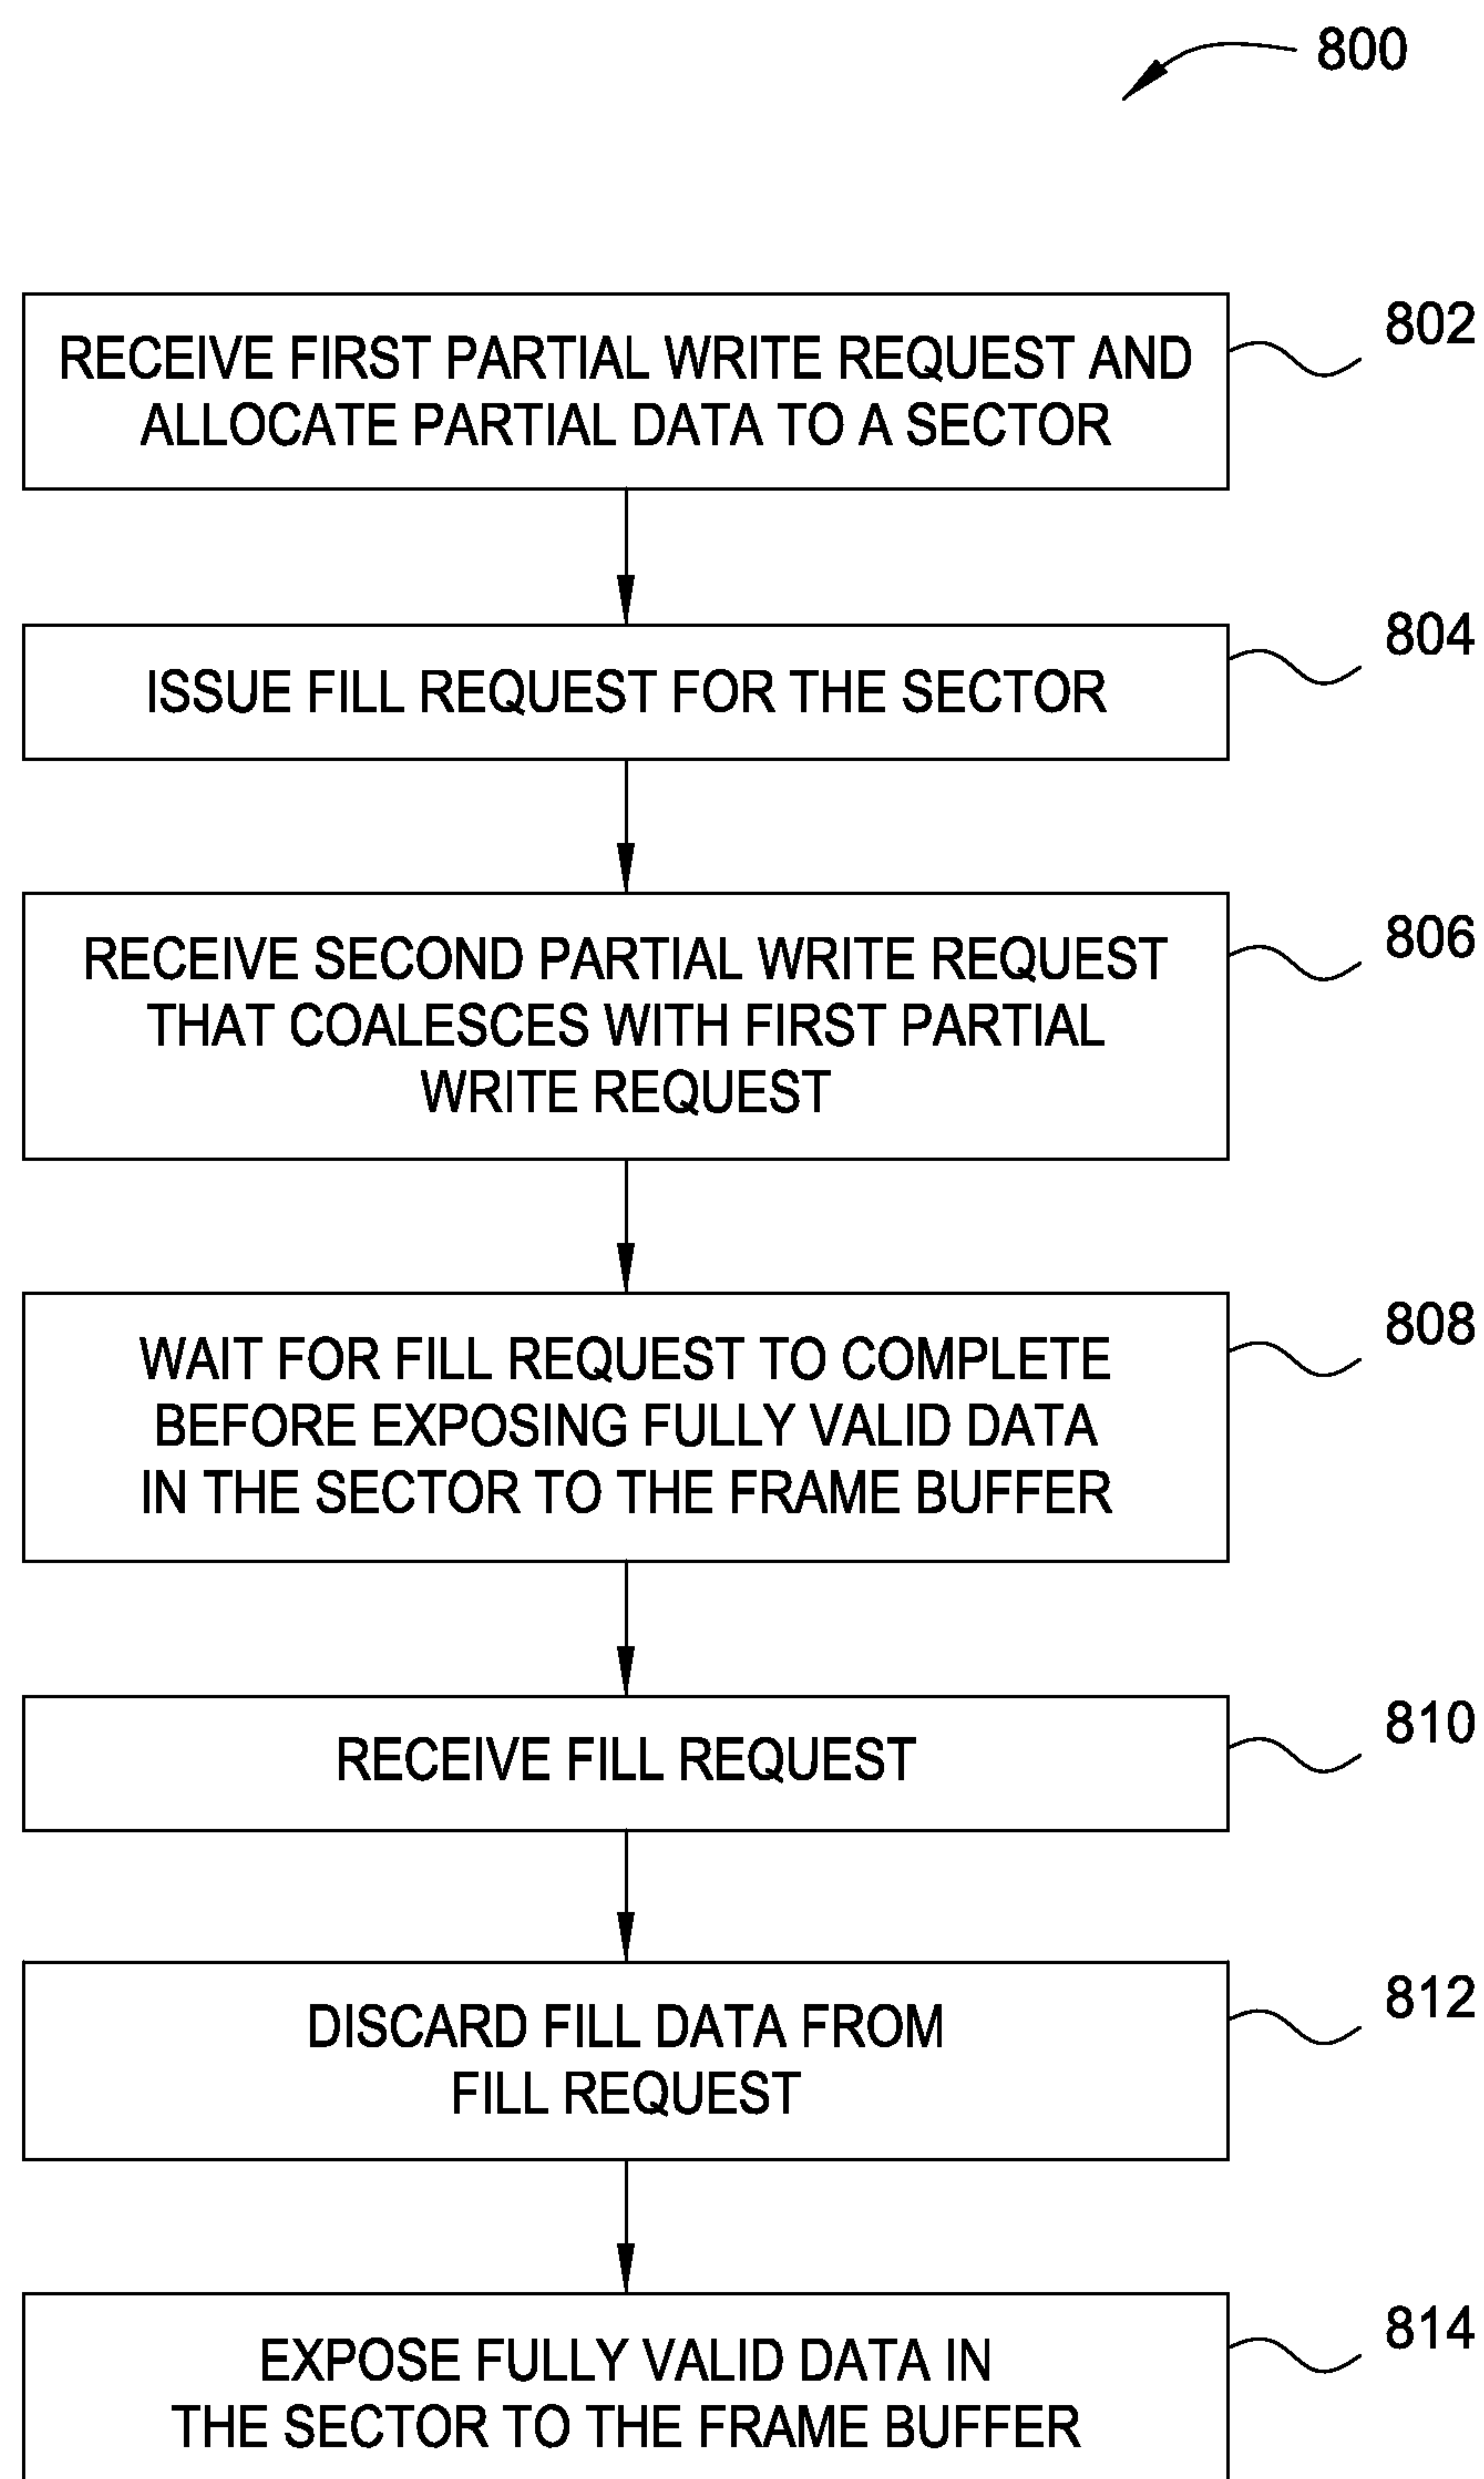 800
RECEIVE FIRST PARTIAL WRITE REQUEST AND
ALLOCATE PARTIAL DATA TO A SECTOR
802
ISSUE FILL REQUEST FOR THE SECTOR
804
RECEIVE SECOND PARTIAL WRITE REQUEST
THAT COALESCES WITH FIRST PARTIAL
WRITE REQUEST
806
WAIT FOR FILL REQUEST TO COMPLETE
BEFORE EXPOSING FULLY VALID DATA
IN THE SECTOR TO THE FRAME BUFFER
808
RECEIVE FILL REQUEST
810
DISCARD FILL DATA FROM
FILL REQUEST
812
EXPOSE FULLY VALID DATA IN
THE SECTOR TO THE FRAME BUFFER
814